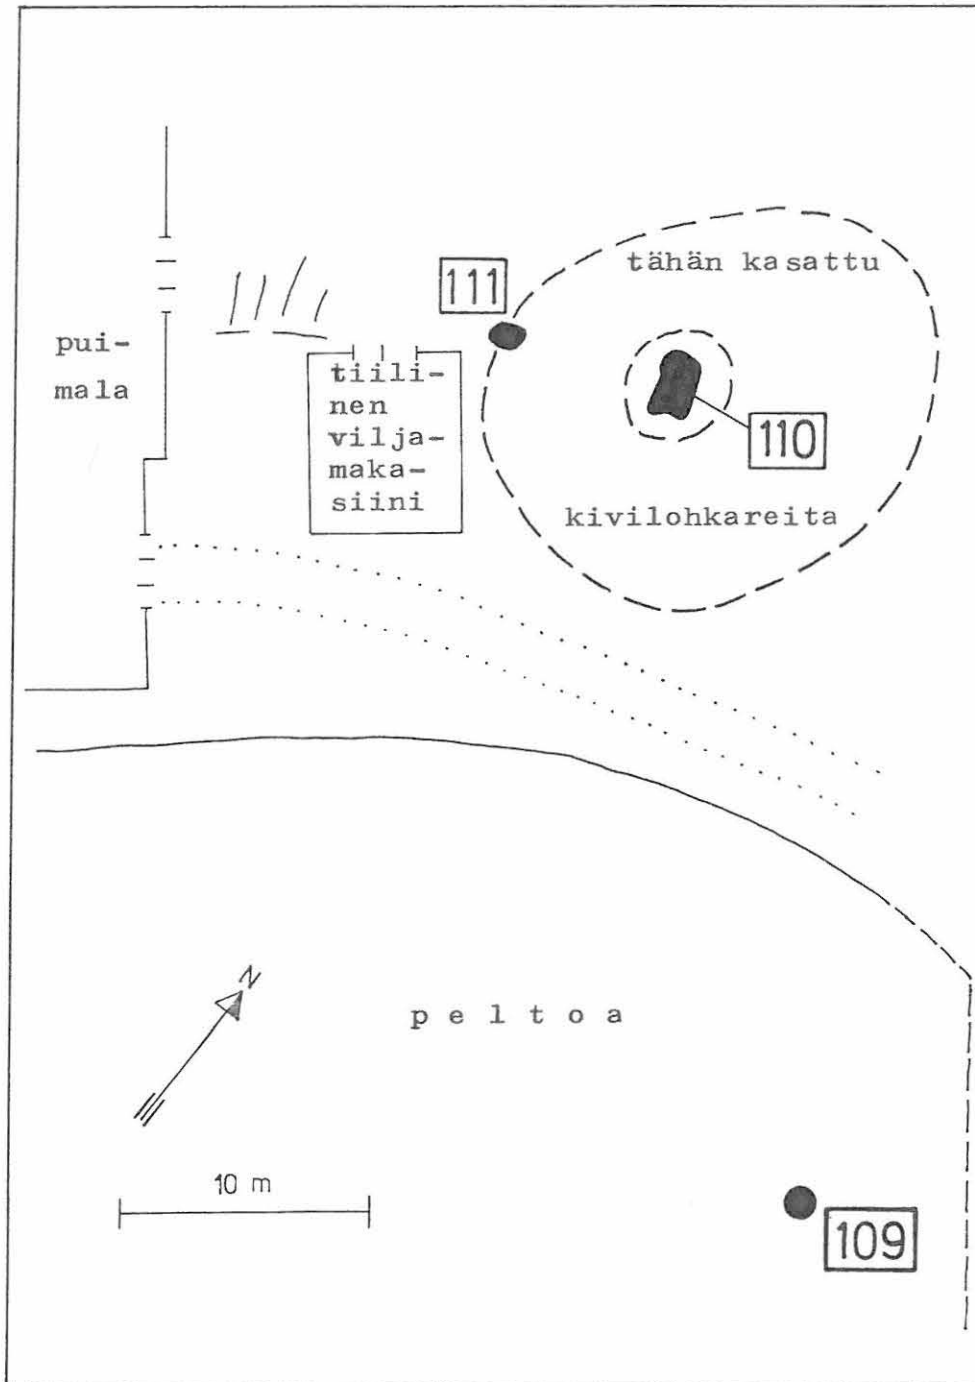 tähän kasattu
111
pui-
mala
tiili-
nen
vilja-
maka-
siini
110
kivilohkareita
N
peltoa
10 m
109